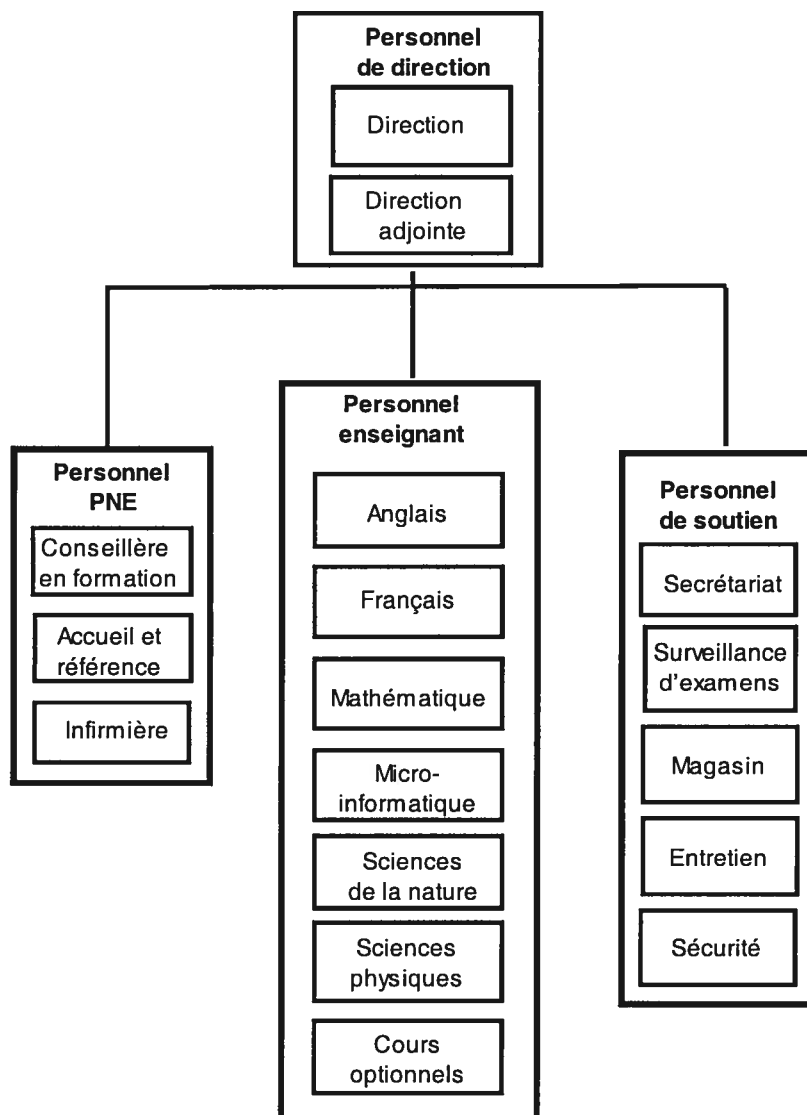 Personnel
de direction
Direction
Direction
adjointe
Personnel
PNE
Conseillère
en formation
Accueil et
référence
Infirmière
Personnel
enseignant
Anglais
Français
Mathématique
Micro-
informatique
Sciences
de la nature
Sciences
physiques
Cours
optionnels
Personnel
de soutien
Secrétariat
Surveillance
d'examens
Magasin
Entretien
Sécurité